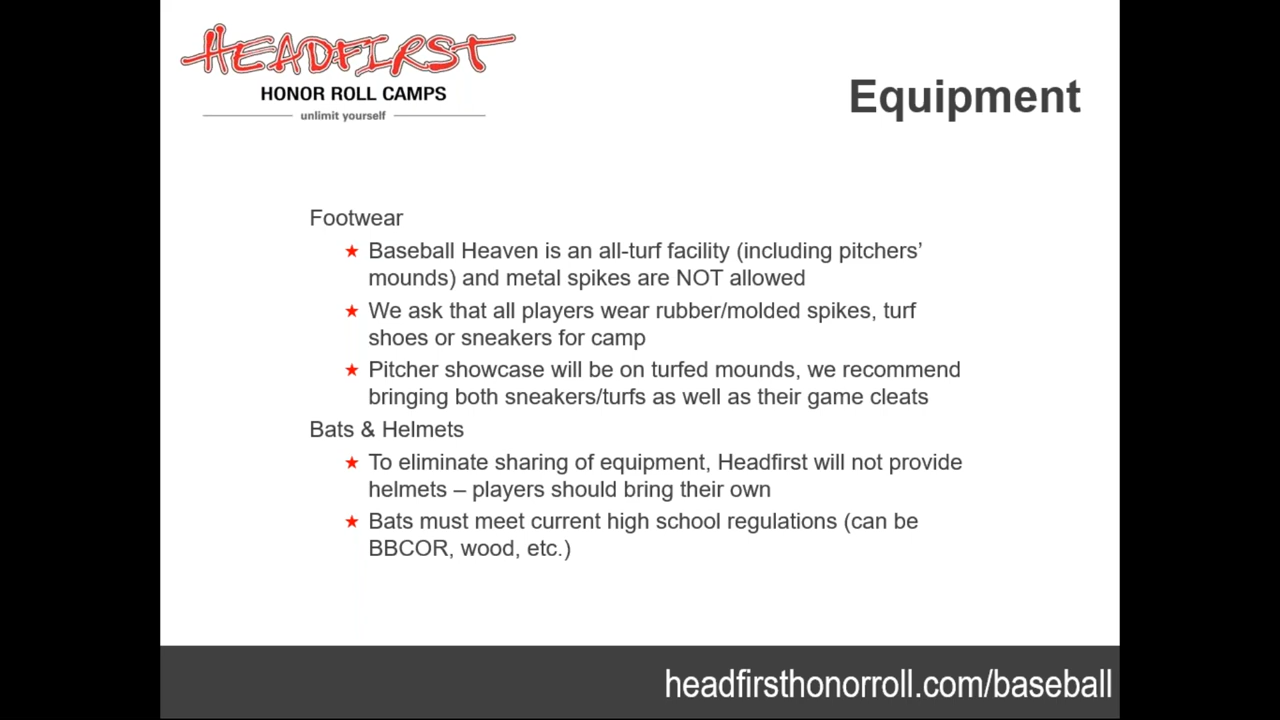 HEADFIRST
HONOR ROLL CAMPS
unlimit yourself
Equipment
Footwear
★ Baseball Heaven is an all-turf facility (including pitchers’
mounds) and metal spikes are NOT allowed
★ We ask that all players wear rubber/molded spikes, turf
shoes or sneakers for camp
★ Pitcher showcase will be on turfed mounds, we recommend
bringing both sneakers/turfs as well as their game cleats
Bats & Helmets
★ To eliminate sharing of equipment, Headfirst will not provide
helmets – players should bring their own
★ Bats must meet current high school regulations (can be
BBCOR, wood, etc.)
headfirsthonorroll.com/baseball